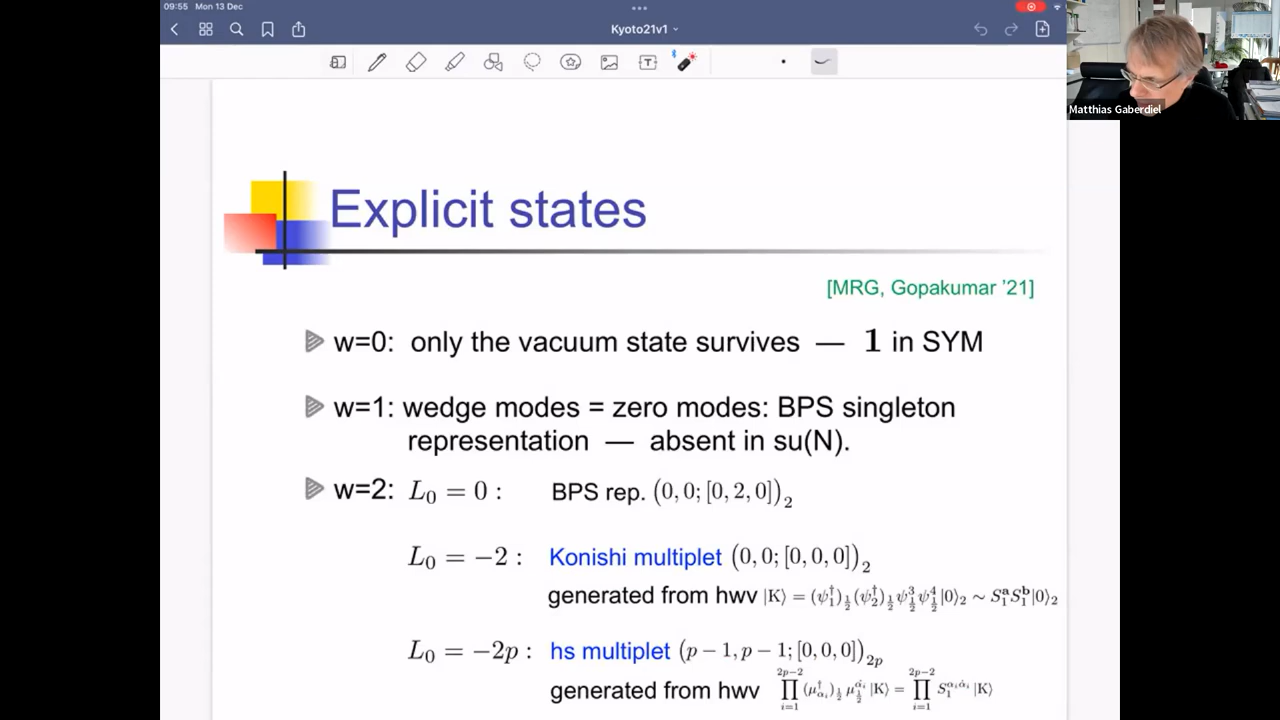 09:55 Mon 13 Dec
Kyoto21v1
Matthias Gaberdiel
Explicit states
[MRG, Gopakumar '21]
w=0: only the vacuum state survives — 1 in SYM
w=1: wedge modes = zero modes: BPS singleton
representation — absent in su(N).
w=2: L₀ = 0 : BPS rep. (0, 0; [0, 2, 0])₂
L₀ = −2 : Konishi multiplet (0, 0; [0, 0, 0])₂
generated from hwv |K⟩ = (ψ₁†)_{1/2} (ψ₂†)_{1/2} ψ³_{1/2} ψ⁴_{1/2} |0⟩₂ ∼ S₁^𝐚 S₁^𝐛 |0⟩₂
L₀ = −2p : hs multiplet (p − 1, p − 1; [0, 0, 0])_{2p}
generated from hwv ∏_{i=1}^{2p−2} (μ†_{α_i})_{1/2} μ^{α̇_i}_{1/2} |K⟩ = ∏_{i=1}^{2p−2} S₁^{α_i α̇_i} |K⟩